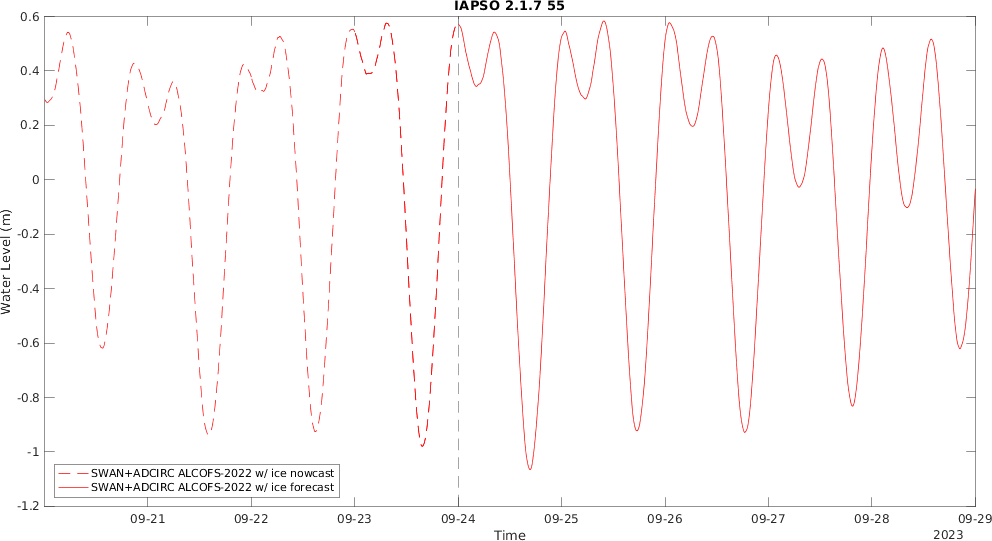 IAPSO 2.1.7 55
0.6
0.4
0.2
0
-0.2
-0.4
-0.6
-0.8
-1
-1.2
Water Level (m)
SWAN+ADCIRC ALCOFS-2022 w/ ice nowcast
SWAN+ADCIRC ALCOFS-2022 w/ ice forecast
09-21 09-22 09-23 09-24 09-25 09-26 09-27 09-28 09-29
Time
2023